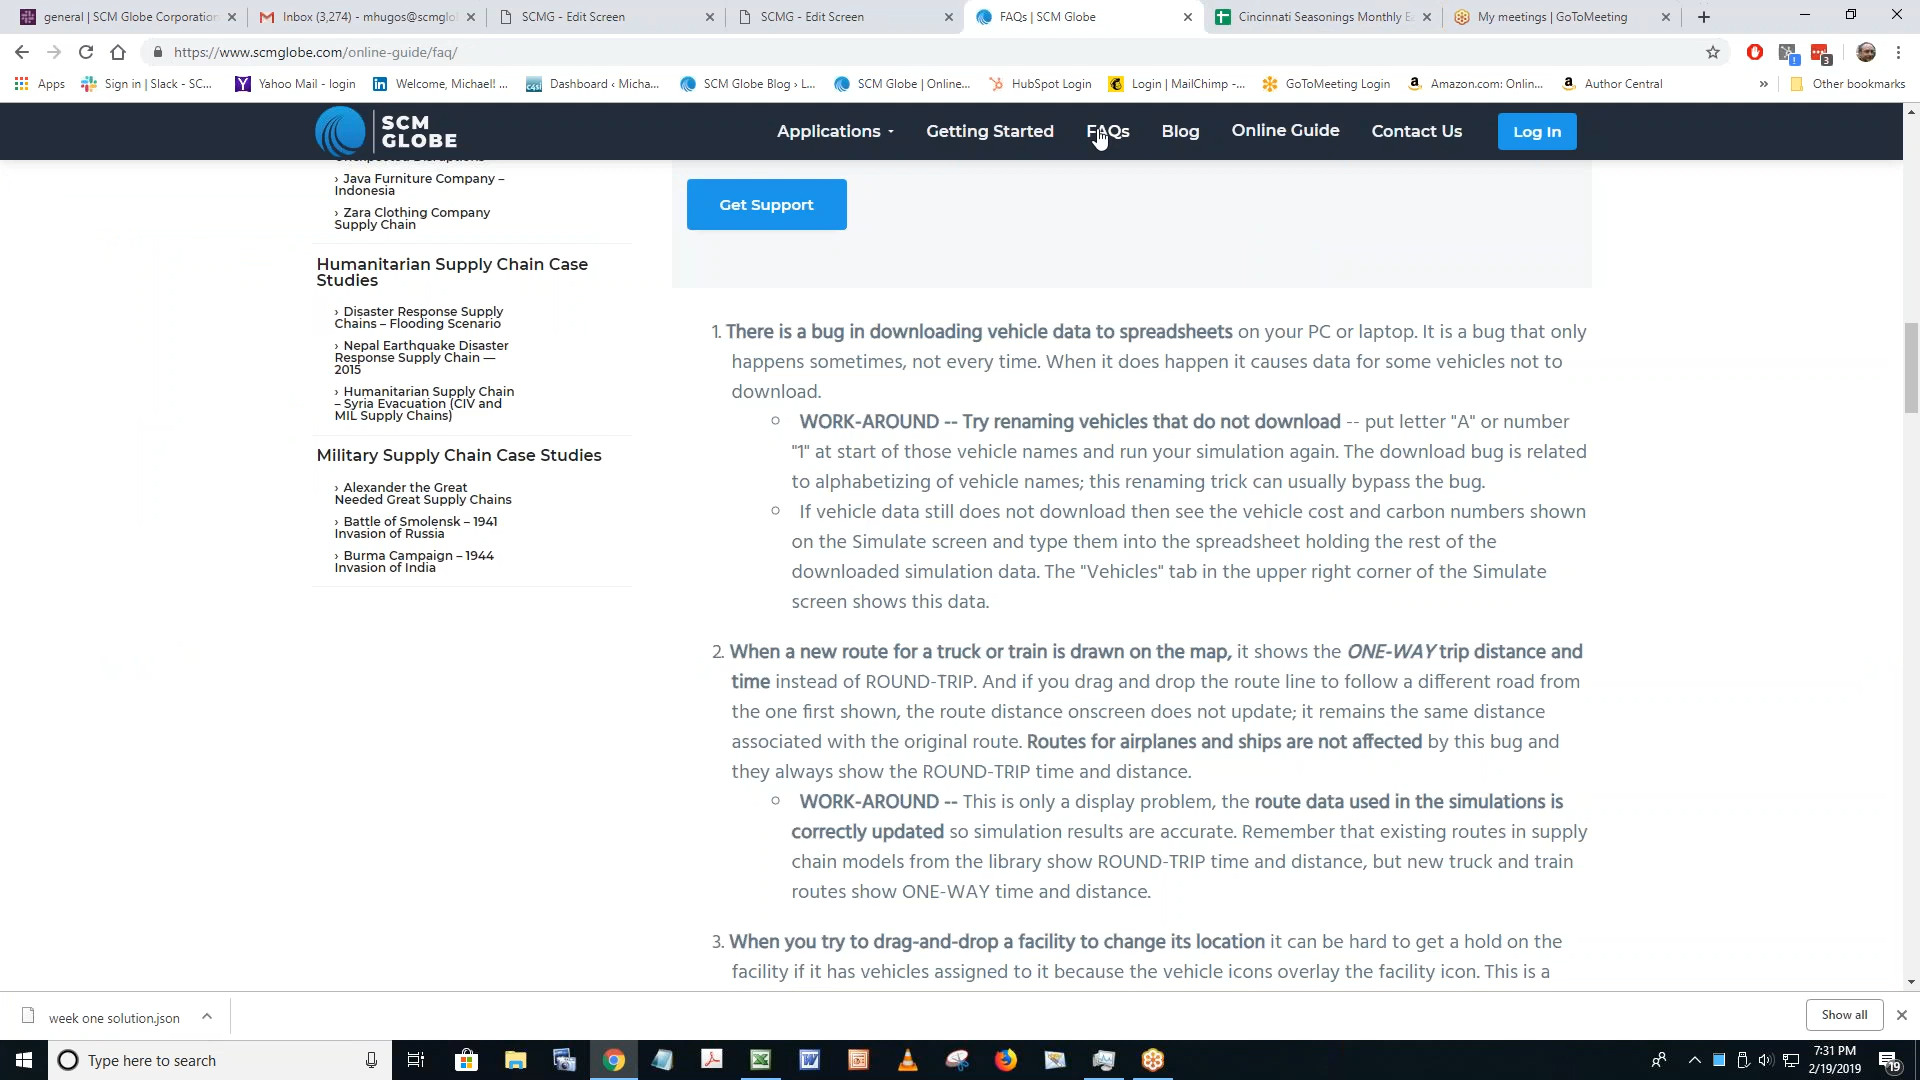 general | SCM Globe Corporation
Inbox (3,274) - mhugos@scmglo
SCMG - Edit Screen
SCMG - Edit Screen
FAQs | SCM Globe
Cincinnati Seasonings Monthly E
My meetings | GoToMeeting
https://www.scmglobe.com/online-guide/faq/
Apps
Sign in | Slack - SC...
Yahoo Mail - login
Welcome, Michael! ...
Dashboard ‹ Micha...
SCM Globe Blog › L...
SCM Globe | Online...
HubSpot Login
Login | MailChimp -...
GoToMeeting Login
Amazon.com: Onlin...
Author Central
»
Other bookmarks
SCM
GLOBE
Applications
Getting Started
FAQs
Blog
Online Guide
Contact Us
Log In
Unexpected Disruptions
› Java Furniture Company –
Indonesia
› Zara Clothing Company
Supply Chain
Humanitarian Supply Chain Case
Studies
› Disaster Response Supply
Chains – Flooding Scenario
› Nepal Earthquake Disaster
Response Supply Chain —
2015
› Humanitarian Supply Chain
– Syria Evacuation (CIV and
MIL Supply Chains)
Military Supply Chain Case Studies
› Alexander the Great
Needed Great Supply Chains
› Battle of Smolensk – 1941
Invasion of Russia
› Burma Campaign – 1944
Invasion of India
Get Support
1. There is a bug in downloading vehicle data to spreadsheets on your PC or laptop. It is a bug that only
happens sometimes, not every time. When it does happen it causes data for some vehicles not to
download.
WORK-AROUND -- Try renaming vehicles that do not download -- put letter "A" or number
"1" at start of those vehicle names and run your simulation again. The download bug is related
to alphabetizing of vehicle names; this renaming trick can usually bypass the bug.
If vehicle data still does not download then see the vehicle cost and carbon numbers shown
on the Simulate screen and type them into the spreadsheet holding the rest of the
downloaded simulation data. The "Vehicles" tab in the upper right corner of the Simulate
screen shows this data.
2. When a new route for a truck or train is drawn on the map, it shows the ONE-WAY trip distance and
time instead of ROUND-TRIP. And if you drag and drop the route line to follow a different road from
the one first shown, the route distance onscreen does not update; it remains the same distance
associated with the original route. Routes for airplanes and ships are not affected by this bug and
they always show the ROUND-TRIP time and distance.
WORK-AROUND -- This is only a display problem, the route data used in the simulations is
correctly updated so simulation results are accurate. Remember that existing routes in supply
chain models from the library show ROUND-TRIP time and distance, but new truck and train
routes show ONE-WAY time and distance.
3. When you try to drag-and-drop a facility to change its location it can be hard to get a hold on the
facility if it has vehicles assigned to it because the vehicle icons overlay the facility icon. This is a
week one solution.json
Show all
Type here to search
7:31 PM
2/19/2019
19